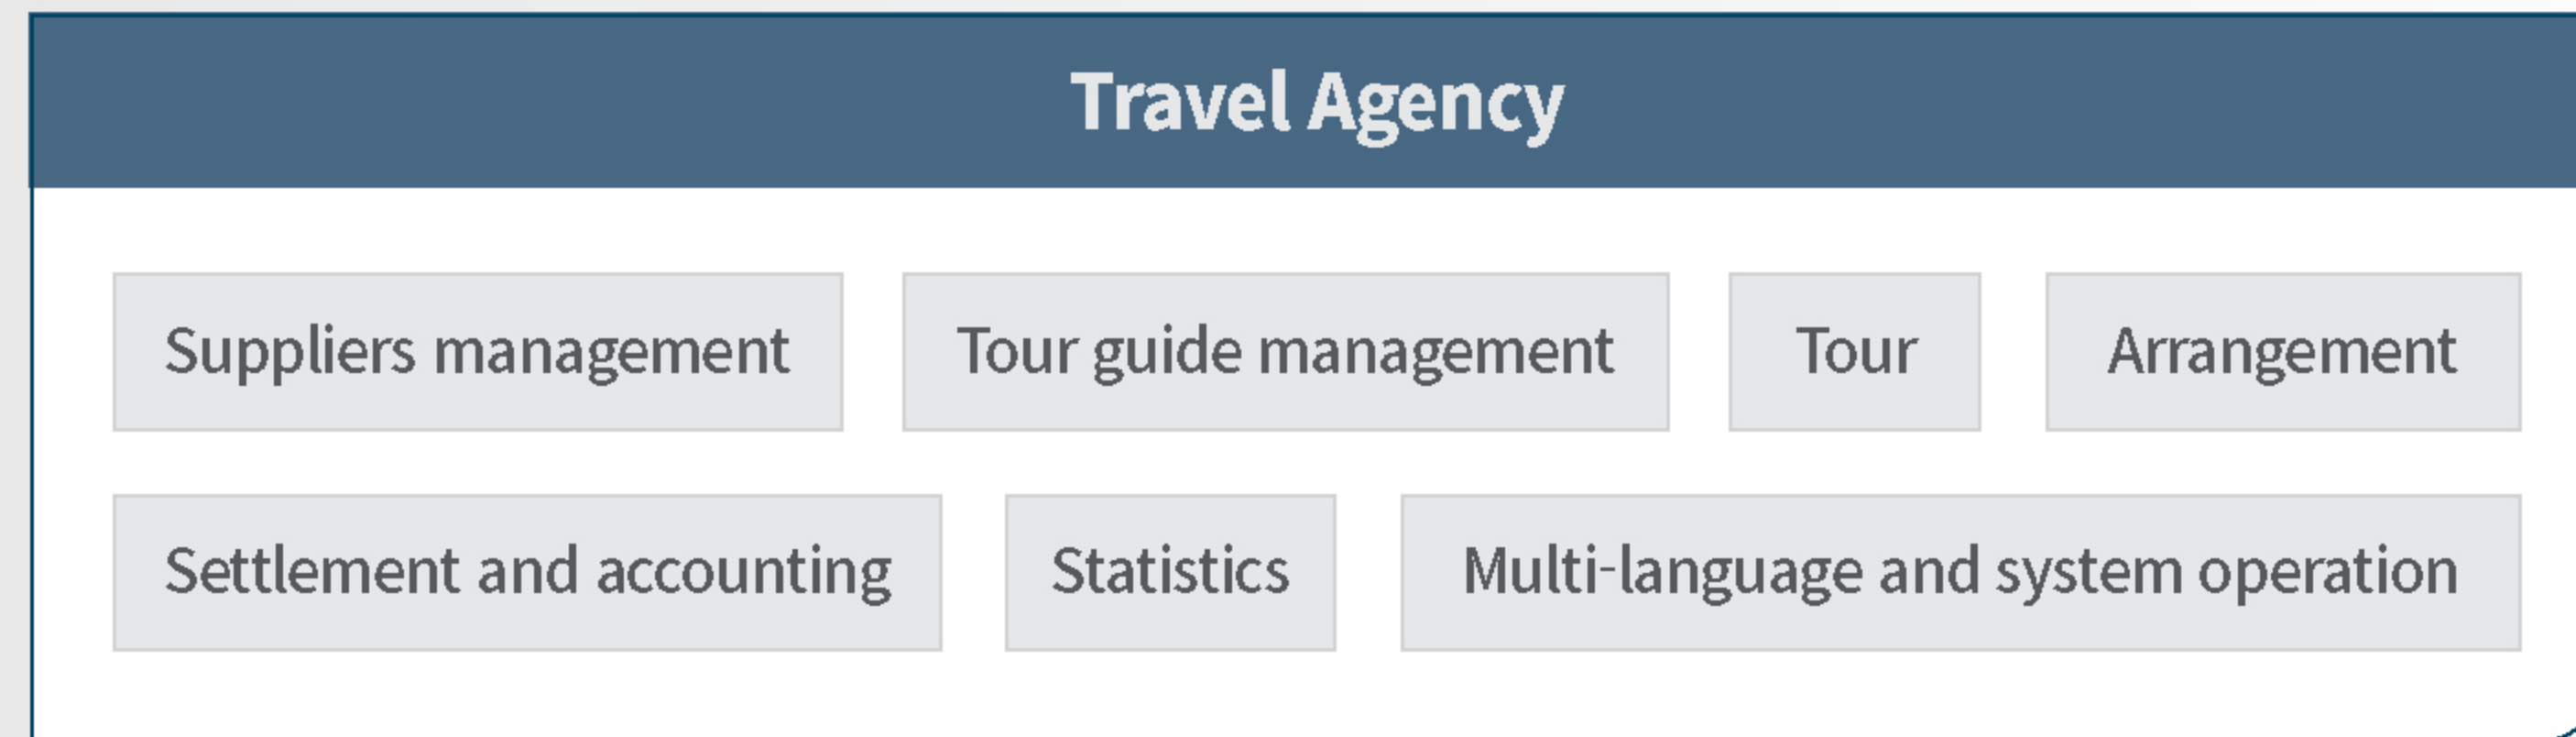 Travel Agency
Suppliers management
Tour guide management
Tour
Arrangement
Settlement and accounting
Statistics
Multi-language and system operation